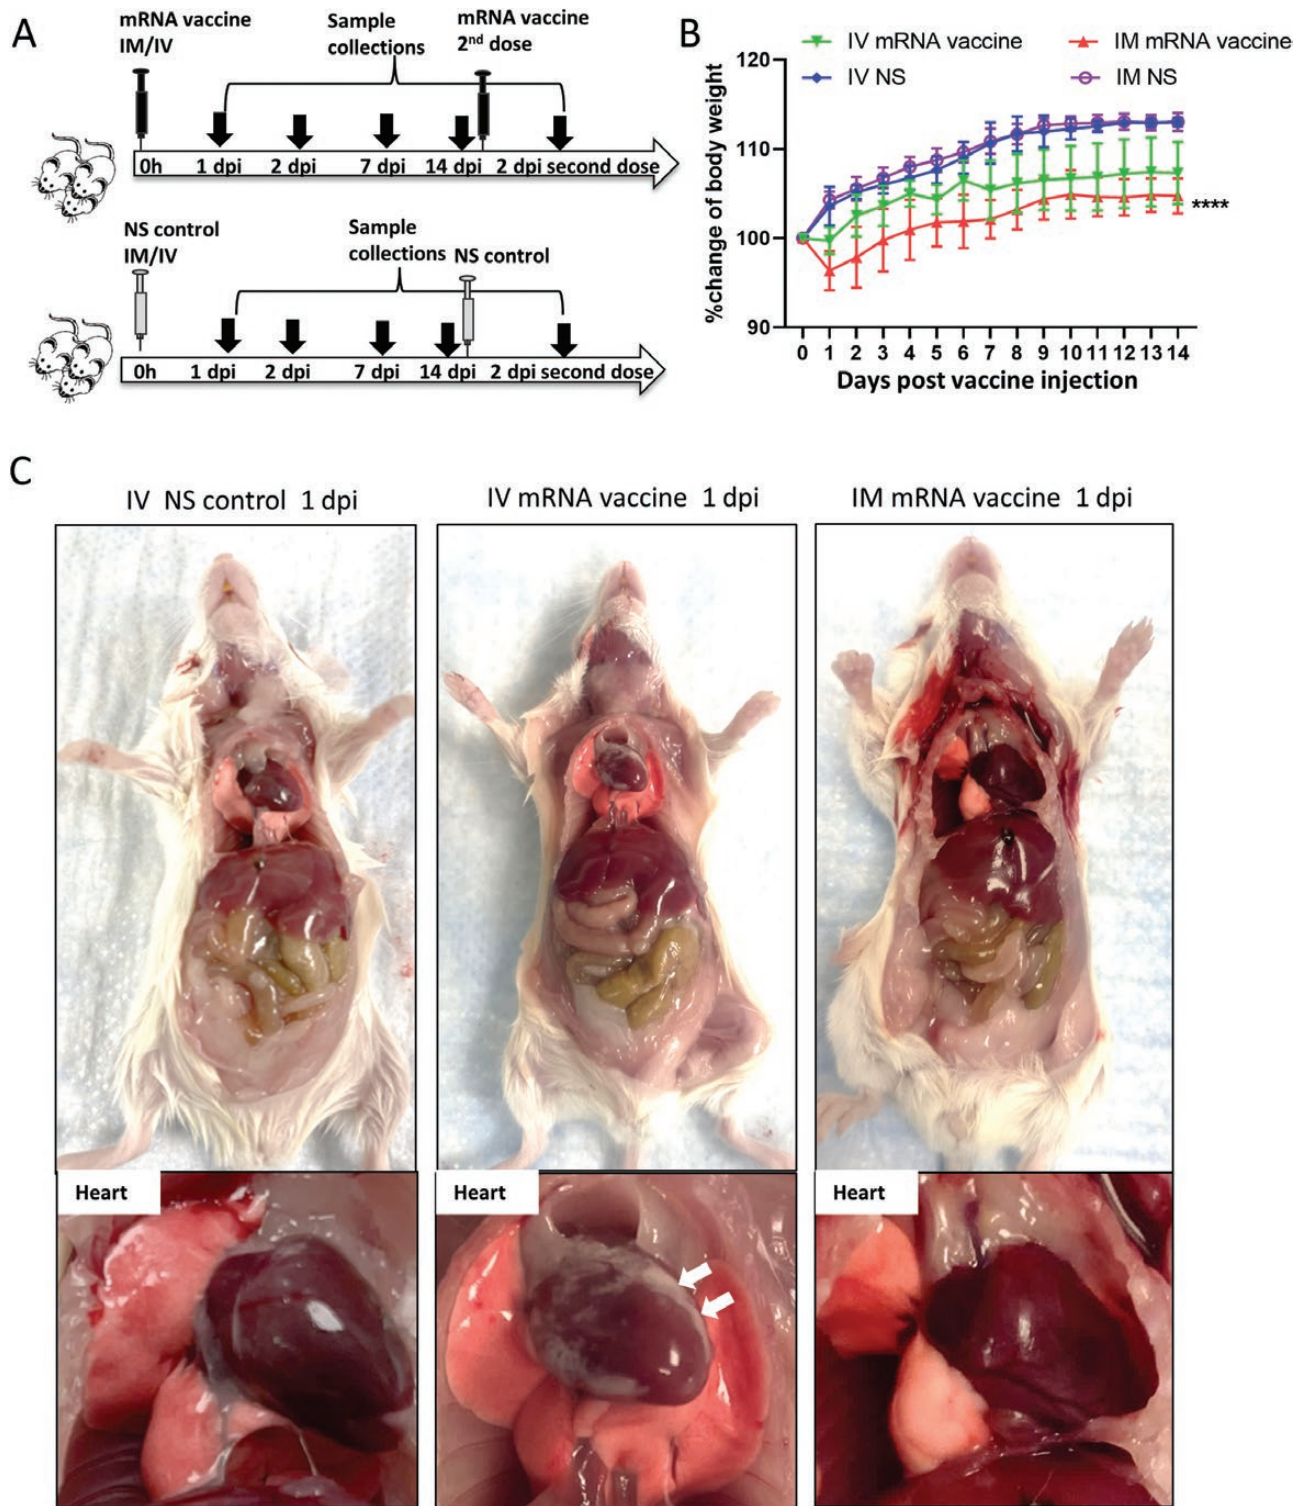 A
mRNA vaccine
IM/IV
Sample
collections
mRNA vaccine
2nd dose
0h 1 dpi 2 dpi 7 dpi 14 dpi 2 dpi second dose
NS control
IM/IV
Sample
collections
NS control
0h 1 dpi 2 dpi 7 dpi 14 dpi 2 dpi second dose
B
IV mRNA vaccine
IM mRNA vaccine
IV NS
IM NS
%change of body weight
120
110
100
90
****
0 1 2 3 4 5 6 7 8 9 10 11 12 13 14
Days post vaccine injection
C
IV NS control 1 dpi
IV mRNA vaccine 1 dpi
IM mRNA vaccine 1 dpi
Heart
Heart
Heart